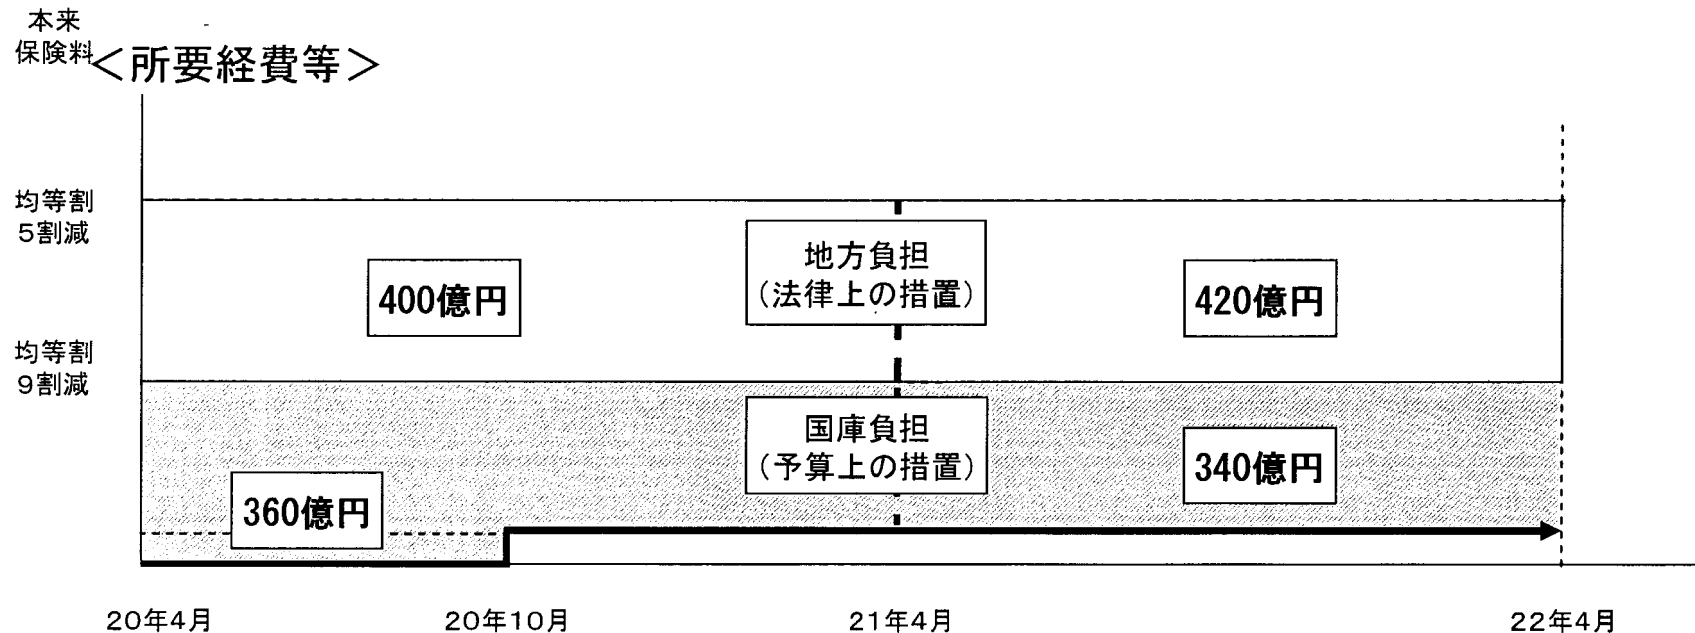 本来
保険料
＜所要経費等＞
均等割
５割減
地方負担
（法律上の措置）
400億円
420億円
均等割
９割減
国庫負担
（予算上の措置）
340億円
360億円
２０年４月
２０年１０月
２１年４月
２２年４月